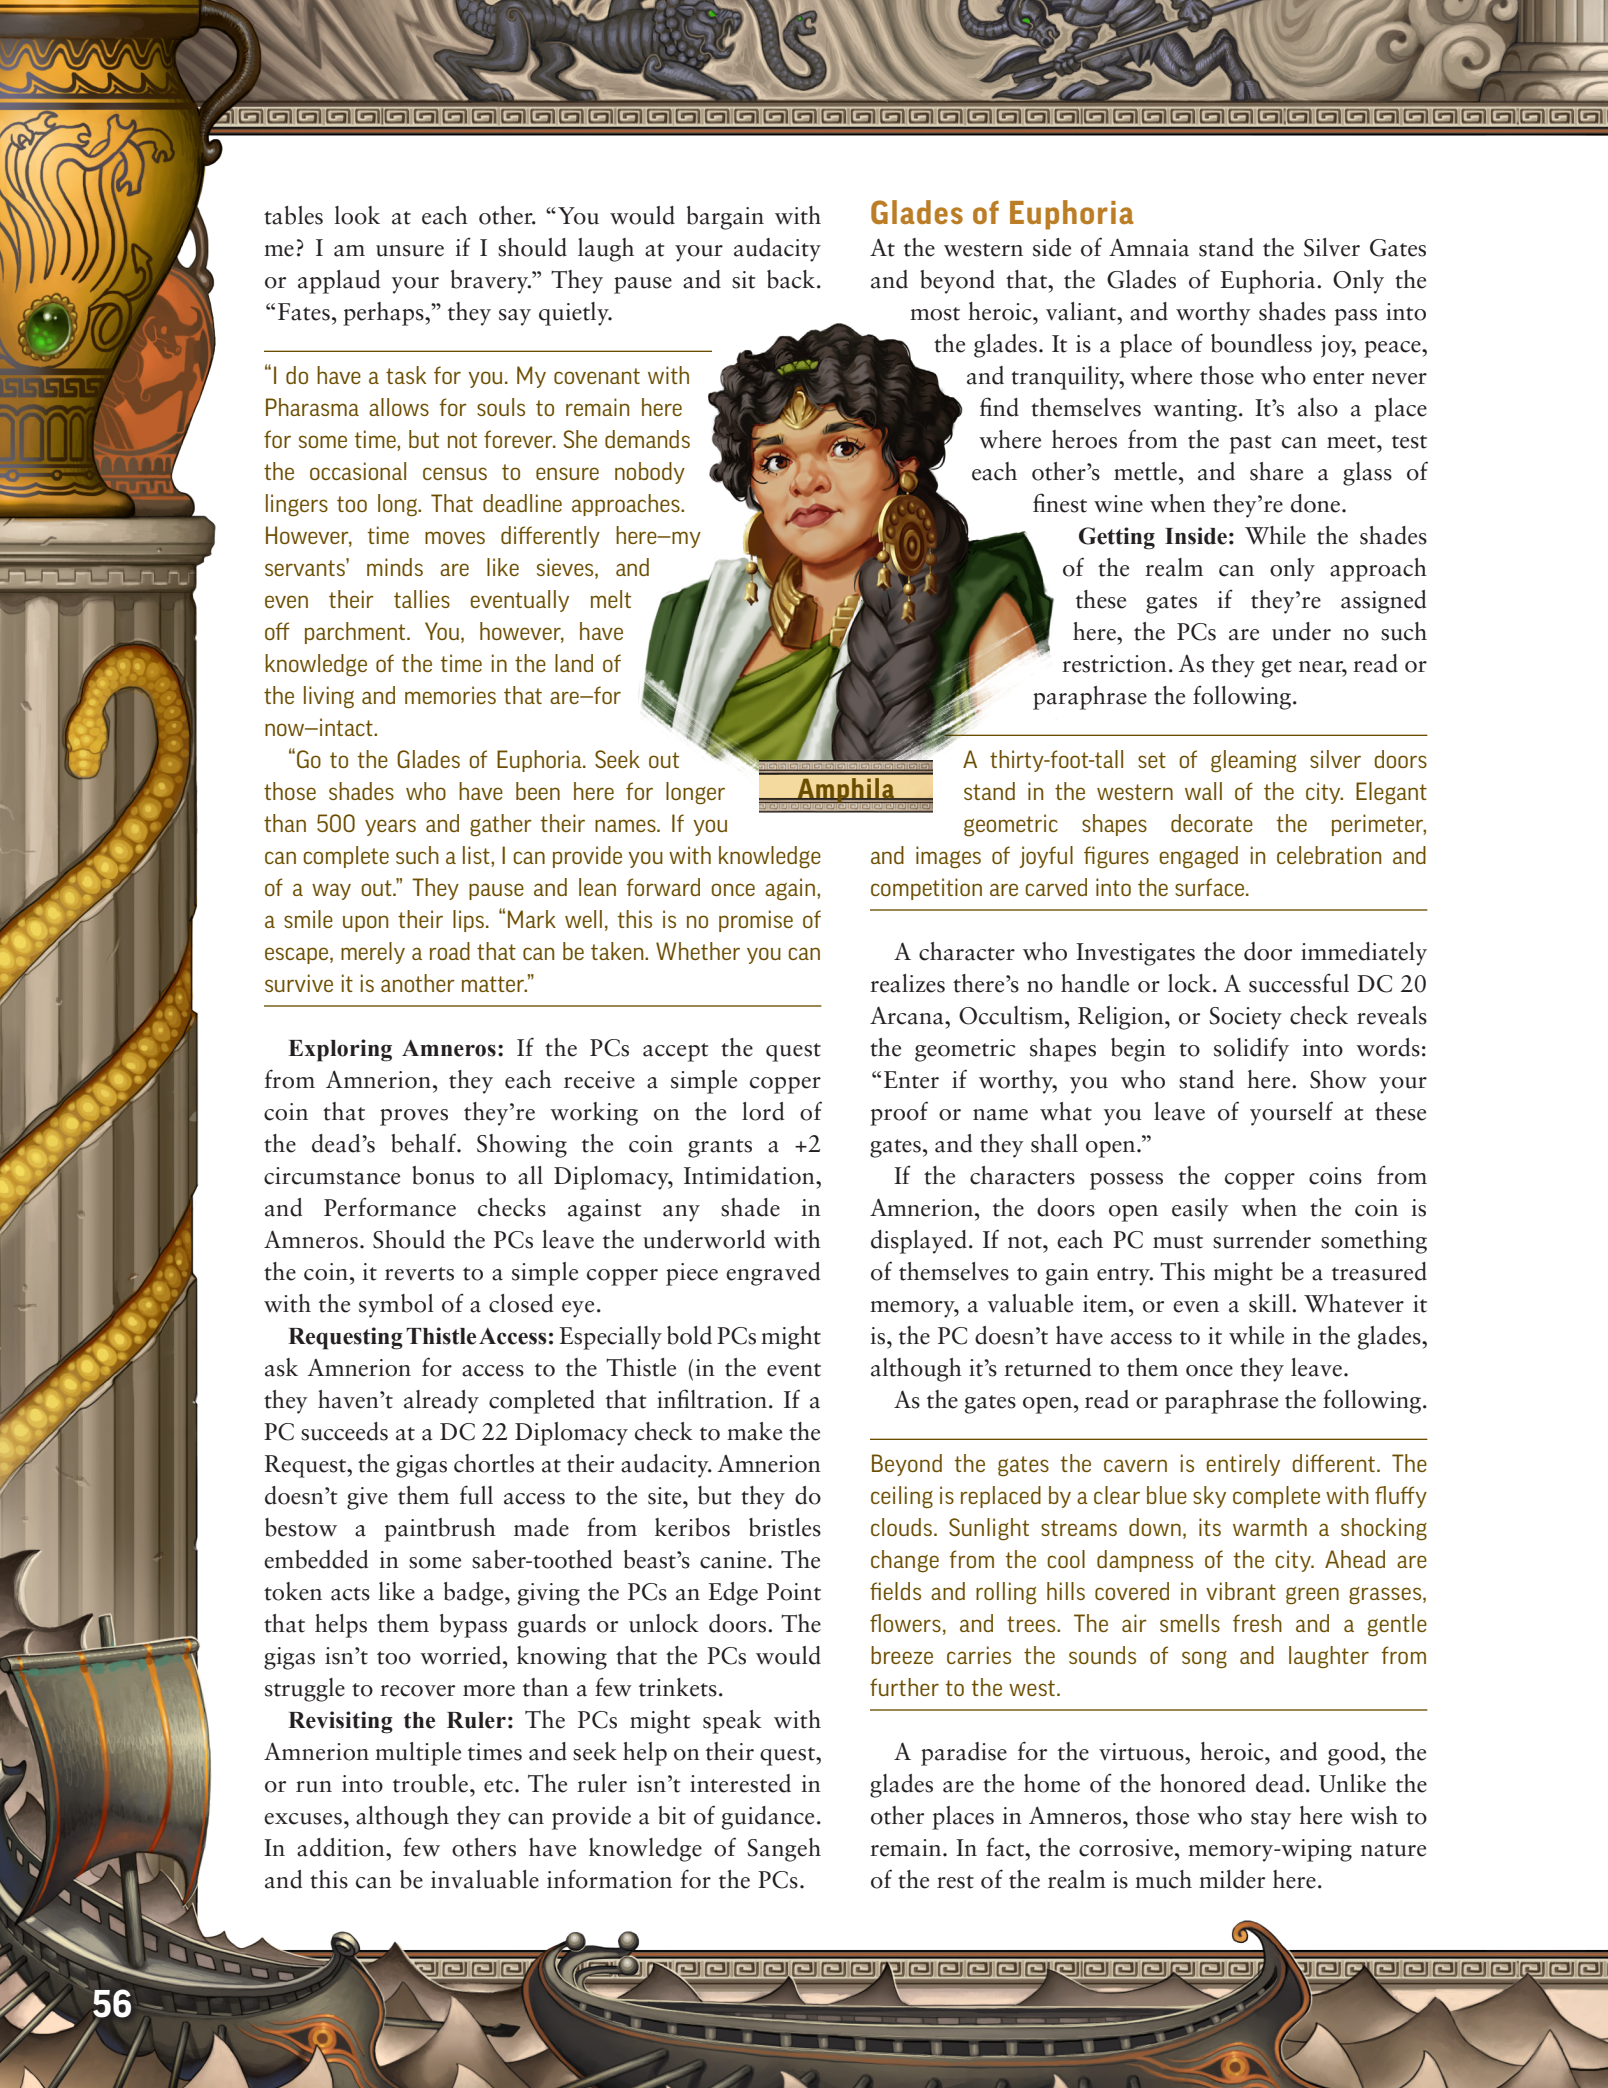 tables look at each other. “You would bargain with
me? I am unsure if I should laugh at your audacity
or applaud your bravery.” They pause and sit back.
“Fates, perhaps,” they say quietly.
“I do have a task for you. My covenant with
Pharasma allows for souls to remain here
for some time, but not forever. She demands
the occasional census to ensure nobody
lingers too long. That deadline approaches.
However, time moves differently here—my
servants’ minds are like sieves, and
even their tallies eventually melt
off parchment. You, however, have
knowledge of the time in the land of
the living and memories that are—for
now—intact.
“Go to the Glades of Euphoria. Seek out
those shades who have been here for longer
than 500 years and gather their names. If you
can complete such a list, I can provide you with knowledge
of a way out.” They pause and lean forward once again,
a smile upon their lips. “Mark well, this is no promise of
escape, merely a road that can be taken. Whether you can
survive it is another matter.”
Exploring Amneros: If the PCs accept the quest
from Amnerion, they each receive a simple copper
coin that proves they’re working on the lord of
the dead’s behalf. Showing the coin grants a +2
circumstance bonus to all Diplomacy, Intimidation,
and Performance checks against any shade in
Amneros. Should the PCs leave the underworld with
the coin, it reverts to a simple copper piece engraved
with the symbol of a closed eye.
Requesting Thistle Access: Especially bold PCs might
ask Amnerion for access to the Thistle (in the event
they haven’t already completed that infiltration. If a
PC succeeds at a DC 22 Diplomacy check to make the
Request, the gigas chortles at their audacity. Amnerion
doesn’t give them full access to the site, but they do
bestow a paintbrush made from keribos bristles
embedded in some saber-toothed beast’s canine. The
token acts like a badge, giving the PCs an Edge Point
that helps them bypass guards or unlock doors. The
gigas isn’t too worried, knowing that the PCs would
struggle to recover more than a few trinkets.
Revisiting the Ruler: The PCs might speak with
Amnerion multiple times and seek help on their quest,
or run into trouble, etc. The ruler isn’t interested in
excuses, although they can provide a bit of guidance.
In addition, few others have knowledge of Sangeh
and this can be invaluable information for the PCs.
Amphila
Glades of Euphoria
At the western side of Amnaia stand the Silver Gates
and beyond that, the Glades of Euphoria. Only the
most heroic, valiant, and worthy shades pass into
the glades. It is a place of boundless joy, peace,
and tranquility, where those who enter never
find themselves wanting. It’s also a place
where heroes from the past can meet, test
each other’s mettle, and share a glass of
finest wine when they’re done.
Getting Inside: While the shades
of the realm can only approach
these gates if they’re assigned
here, the PCs are under no such
restriction. As they get near, read or
paraphrase the following.
A thirty-foot-tall set of gleaming silver doors
stand in the western wall of the city. Elegant
geometric shapes decorate the perimeter,
and images of joyful figures engaged in celebration and
competition are carved into the surface.
A character who Investigates the door immediately
realizes there’s no handle or lock. A successful DC 20
Arcana, Occultism, Religion, or Society check reveals
the geometric shapes begin to solidify into words:
“Enter if worthy, you who stand here. Show your
proof or name what you leave of yourself at these
gates, and they shall open.”
If the characters possess the copper coins from
Amnerion, the doors open easily when the coin is
displayed. If not, each PC must surrender something
of themselves to gain entry. This might be a treasured
memory, a valuable item, or even a skill. Whatever it
is, the PC doesn’t have access to it while in the glades,
although it’s returned to them once they leave.
As the gates open, read or paraphrase the following.
Beyond the gates the cavern is entirely different. The
ceiling is replaced by a clear blue sky complete with fluffy
clouds. Sunlight streams down, its warmth a shocking
change from the cool dampness of the city. Ahead are
fields and rolling hills covered in vibrant green grasses,
flowers, and trees. The air smells fresh and a gentle
breeze carries the sounds of song and laughter from
further to the west.
A paradise for the virtuous, heroic, and good, the
glades are the home of the honored dead. Unlike the
other places in Amneros, those who stay here wish to
remain. In fact, the corrosive, memory-wiping nature
of the rest of the realm is much milder here.
56